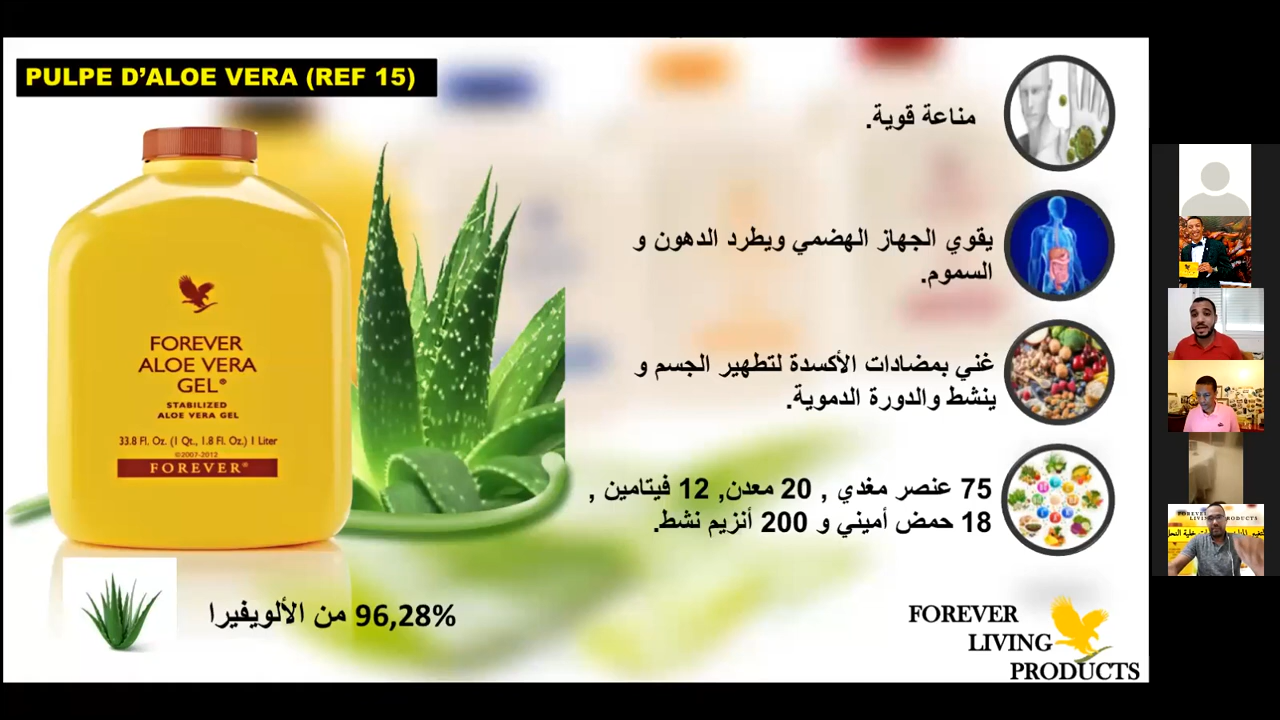 PULPE D'ALOE VERA (REF 15)
FOREVER
ALOE VERA
GEL®
STABILIZED
ALOE VERA GEL
33.8 Fl. Oz. (1 Qt., 1.8 Fl. Oz.) 1 Liter
©2007-2012
FOREVER®
96,28% من الألويفيرا
مناعة قوية.
يقوي الجهاز الهضمي ويطرد الدهون و
السموم.
غني بمضادات الأكسدة لتطهير الجسم و
ينشط والدورة الدموية.
75 عنصر مغدي , 20 معدن, 12 فيتامين ,
18 حمض أميني و 200 أنزيم نشط.
FOREVER
LIVING
PRODUCTS